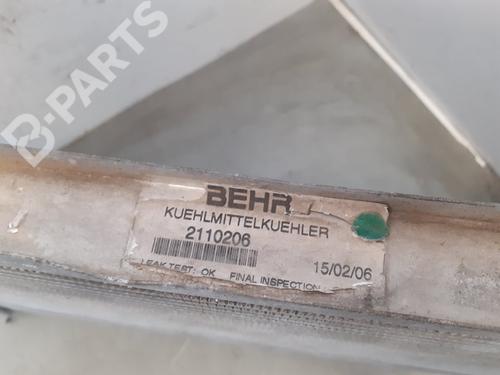 B-PARTS
BEHR
KUEHLMITTELKUEHLER
2110206
15/02/06
LEAK TEST: OK FINAL INSPECTION